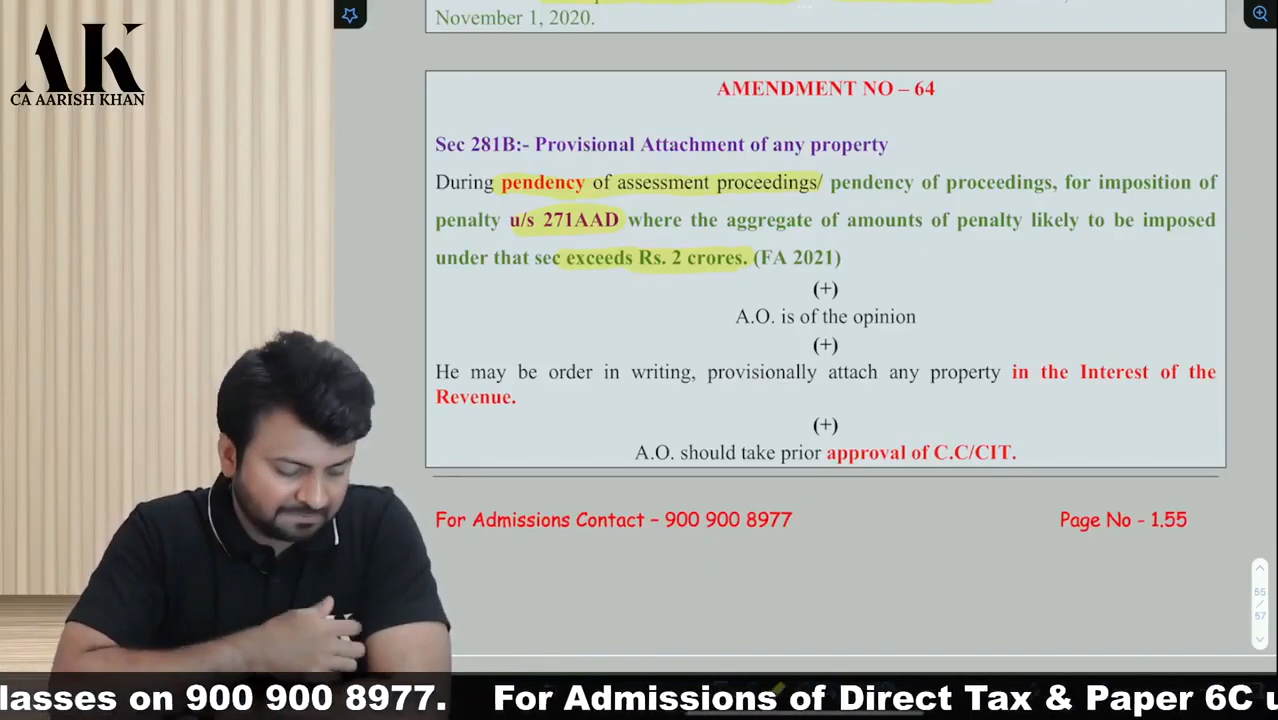 AK
CA AARISH KHAN
November 1, 2020.
AMENDMENT NO – 64
Sec 281B:- Provisional Attachment of any property
During pendency of assessment proceedings/ pendency of proceedings, for imposition of
penalty u/s 271AAD where the aggregate of amounts of penalty likely to be imposed
under that sec exceeds Rs. 2 crores. (FA 2021)
(+)
A.O. is of the opinion
(+)
He may be order in writing, provisionally attach any property in the Interest of the
Revenue.
(+)
A.O. should take prior approval of C.C/CIT.
For Admissions Contact – 900 900 8977
Page No - 1.55
55
/
57
lasses on 900 900 8977. For Admissions of Direct Tax & Paper 6C u